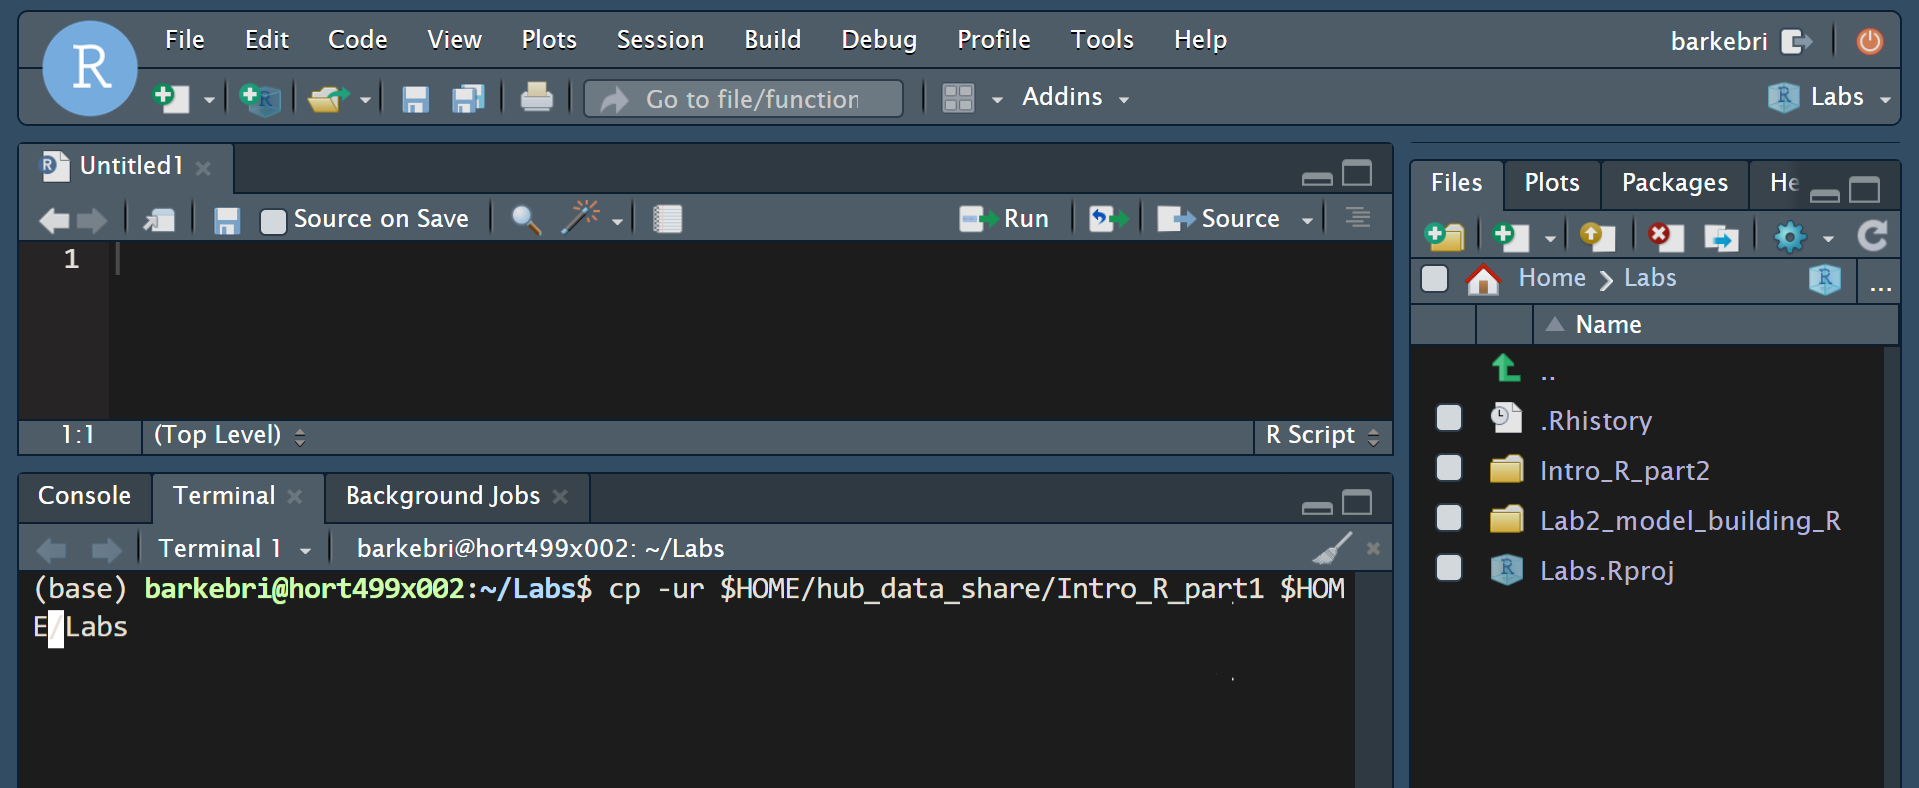 R
File Edit Code View Plots Session Build Debug Profile Tools Help
barkebri
Go to file/function
Addins
Labs
Untitled1
Source on Save
Run
Source
1
1:1
(Top Level)
R Script
Console
Terminal
Background Jobs
Terminal 1
barkebri@hort499x002: ~/Labs
(base) barkebri@hort499x002:~/Labs$ cp -ur $HOME/hub_data_share/Intro_R_part1 $HOM
E/Labs
Files
Plots
Packages
He
Home
Labs
R
...
Name
..
.Rhistory
Intro_R_part2
Lab2_model_building_R
Labs.Rproj